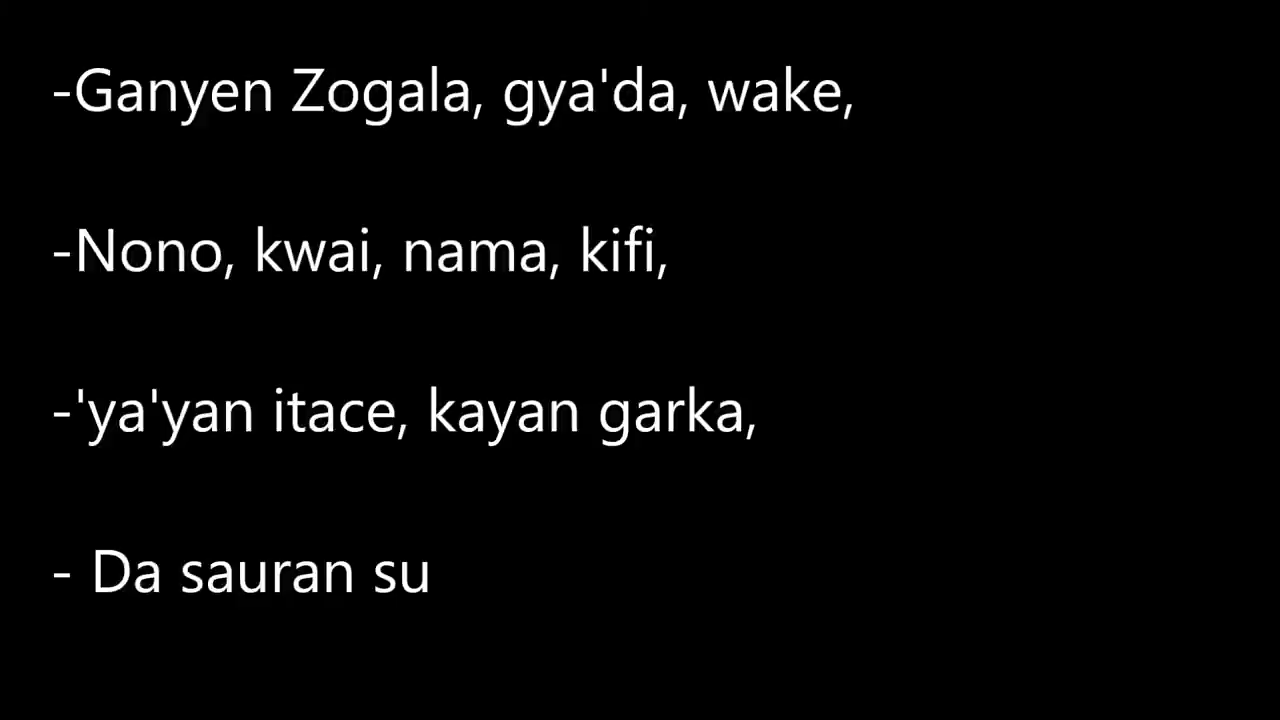 -Ganyen Zogala, gya'da, wake,
-Nono, kwai, nama, kifi,
-'ya'yan itace, kayan garka,
- Da sauran su